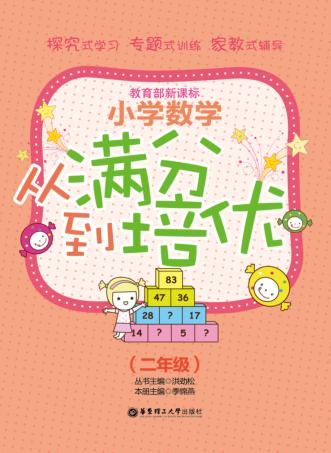 探究式学习 专题式训练 家教式辅导
教育部新课标
小学数学
从满分
到培优
83
47 36
28 ? 17
14 ? 5 ?
（二年级）
丛书主编◎洪劲松
本册主编◎季锦燕
华东理工大学出版社